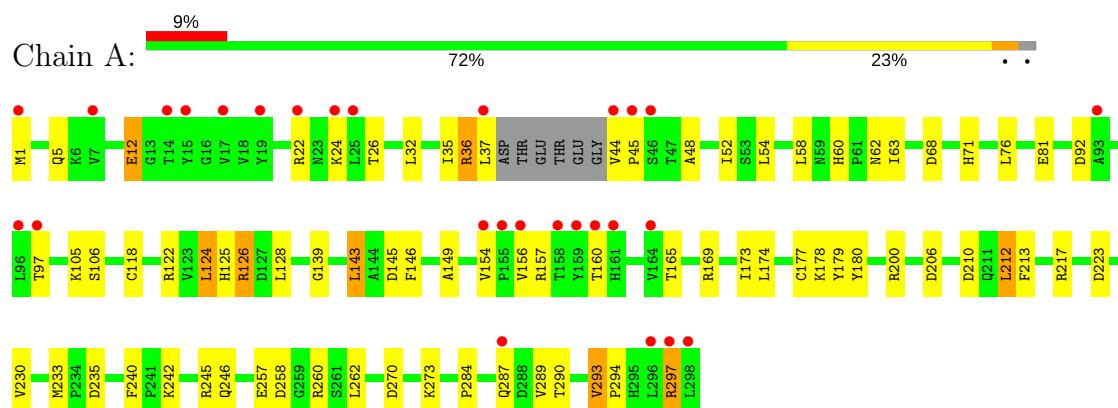 9%
Chain A:
72% 23% • •
M1 Q5 K6 V7 E12 G13 T14 Y15 G16 V17 V18 Y19 R22 N23 K24 L25 T26 L32 I35 R36 L37 ASP THR GLU THR GLU GLY V44 P45 S46 T47 A48 I52 S53 L54 L58 N59 H60 P61 N62 I63 D68 H71 L76 E81 D92 A93
L96 T97 K105 S106 C118 R122 V123 L124 H125 R126 D127 L128 G139 L143 A144 D145 F146 A149 V154 P155 V156 R157 T158 Y159 T160 H161 V164 T165 R169 I173 L174 C177 K178 Y179 Y180 R200 D206 D210 Q211 L212 F213 R217 D223
V230 M233 P234 D235 F240 P241 K242 R245 Q246 E257 D258 G259 R260 S261 L262 D270 K273 P284 Q287 D288 V289 T290 V293 P294 H295 L296 R297 L298